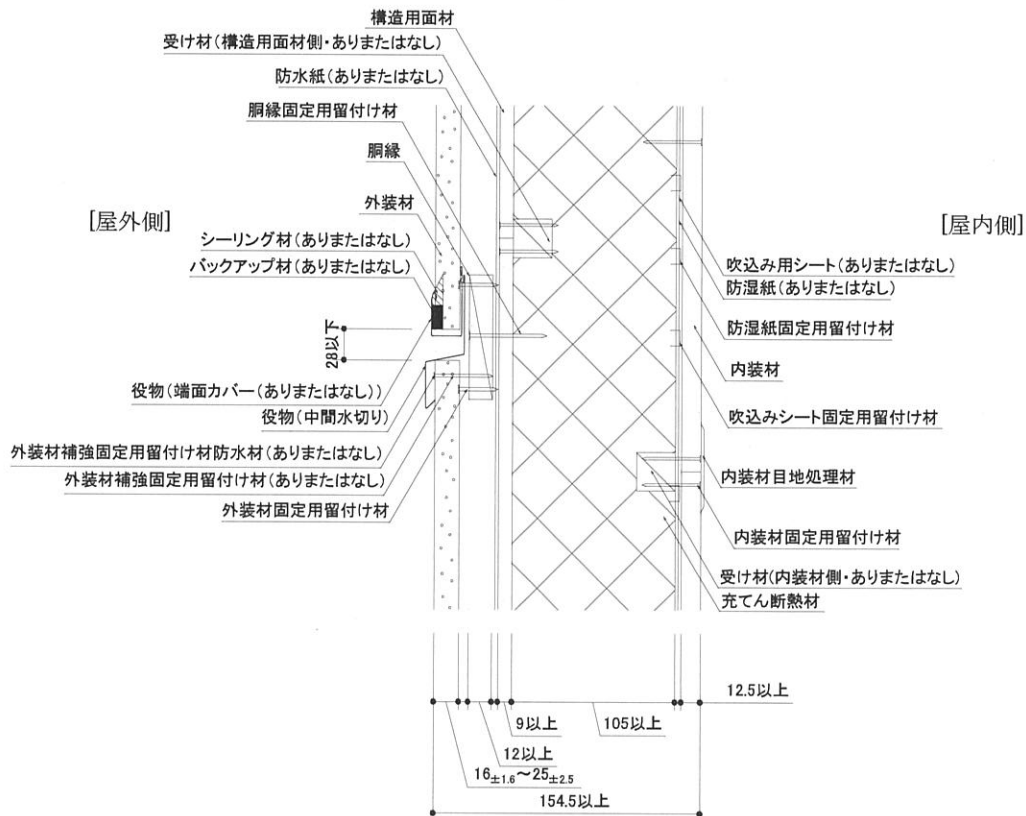 構造用面材
受け材(構造用面材側・ありまたはなし)
防水紙(ありまたはなし)
胴縁固定用留付け材
胴縁
外装材
[屋外側]
シーリング材(ありまたはなし)
バックアップ材(ありまたはなし)
28以下
役物(端面カバー(ありまたはなし))
役物(中間水切り)
外装材補強固定用留付け材防水材(ありまたはなし)
外装材補強固定用留付け材(ありまたはなし)
外装材固定用留付け材
[屋内側]
吹込み用シート(ありまたはなし)
防湿紙(ありまたはなし)
防湿紙固定用留付け材
内装材
吹込みシート固定用留付け材
内装材目地処理材
内装材固定用留付け材
受け材(内装材側・ありまたはなし)
充てん断熱材
12.5以上
9以上
105以上
12以上
16±1.6～25±2.5
154.5以上